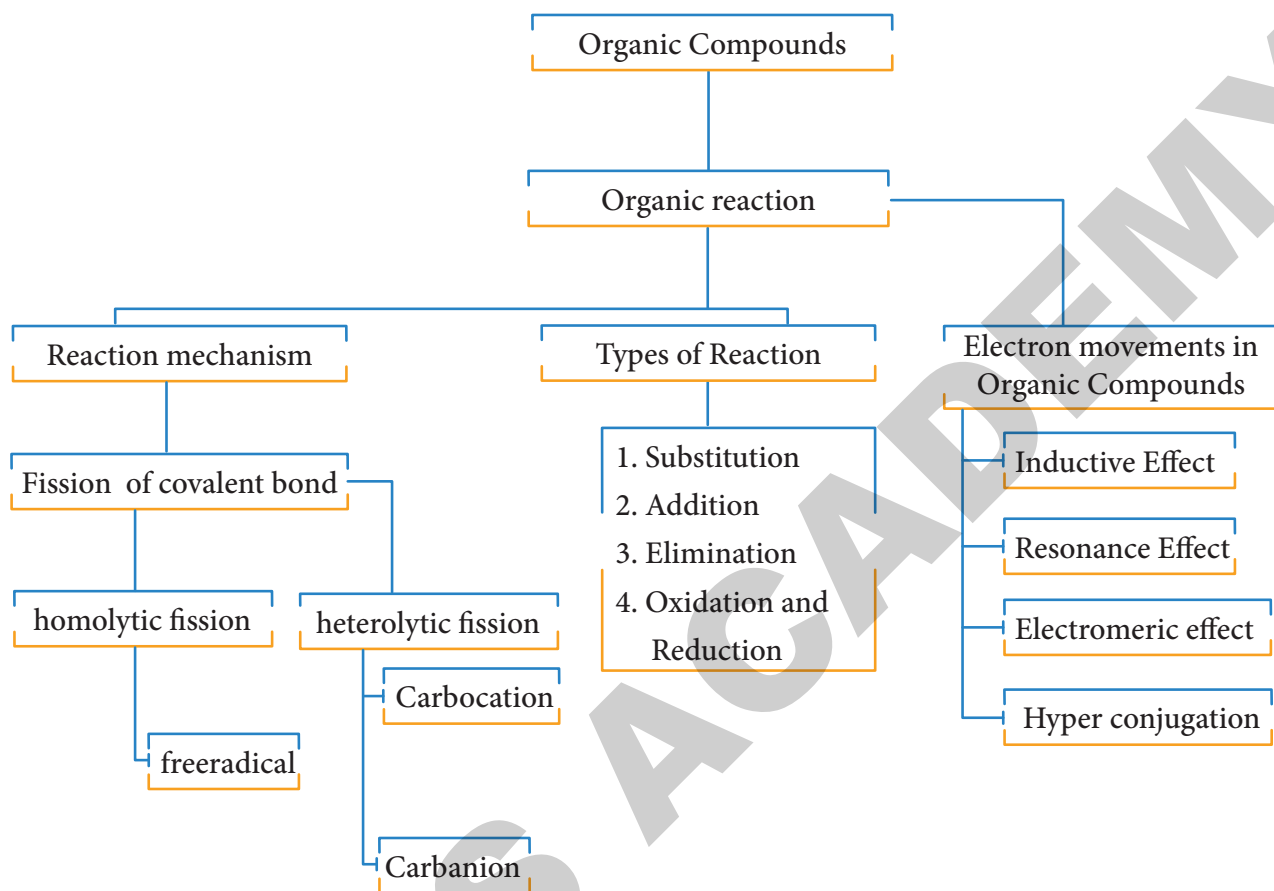 Organic Compounds
Organic reaction
Reaction mechanism
Types of Reaction
Electron movements in
Organic Compounds
Fission of covalent bond
1. Substitution
2. Addition
3. Elimination
4. Oxidation and
Reduction
Inductive Effect
Resonance Effect
Electromeric effect
Hyper conjugation
homolytic fission
heterolytic fission
Carbocation
freeradical
Carbanion
S ACADEMY